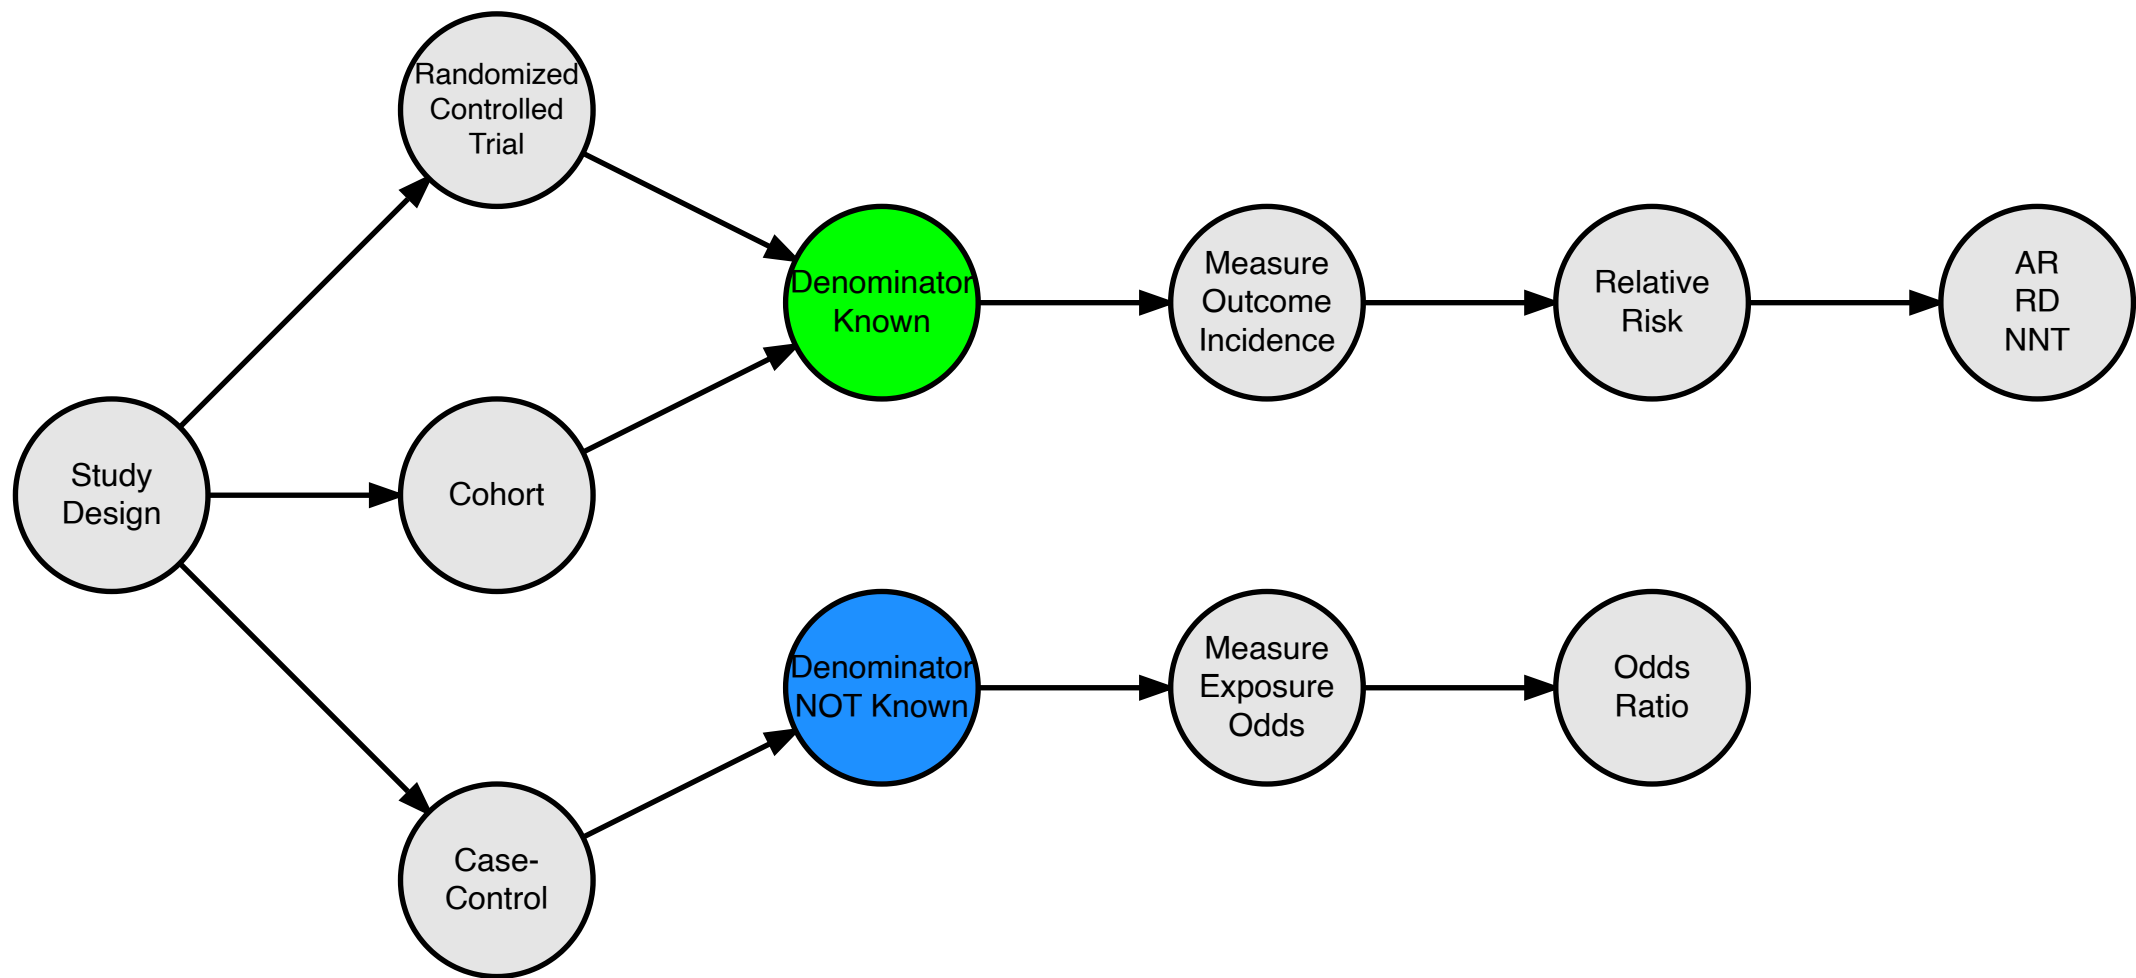 Randomized
Controlled
Trial
Denominator
Known
Measure
Outcome
Incidence
Relative
Risk
AR
RD
NNT
Study
Design
Cohort
Denominator
NOT Known
Measure
Exposure
Odds
Odds
Ratio
Case-
Control